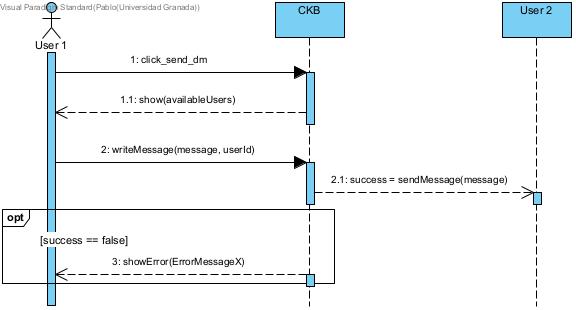 Visual Paradigm Standard(Pablo(Universidad Granada))
User 1
CKB
User 2
1: click_send_dm
1.1: show(availableUsers)
2: writeMessage(message, userId)
2.1: success = sendMessage(message)
opt
[success == false]
3: showError(ErrorMessageX)